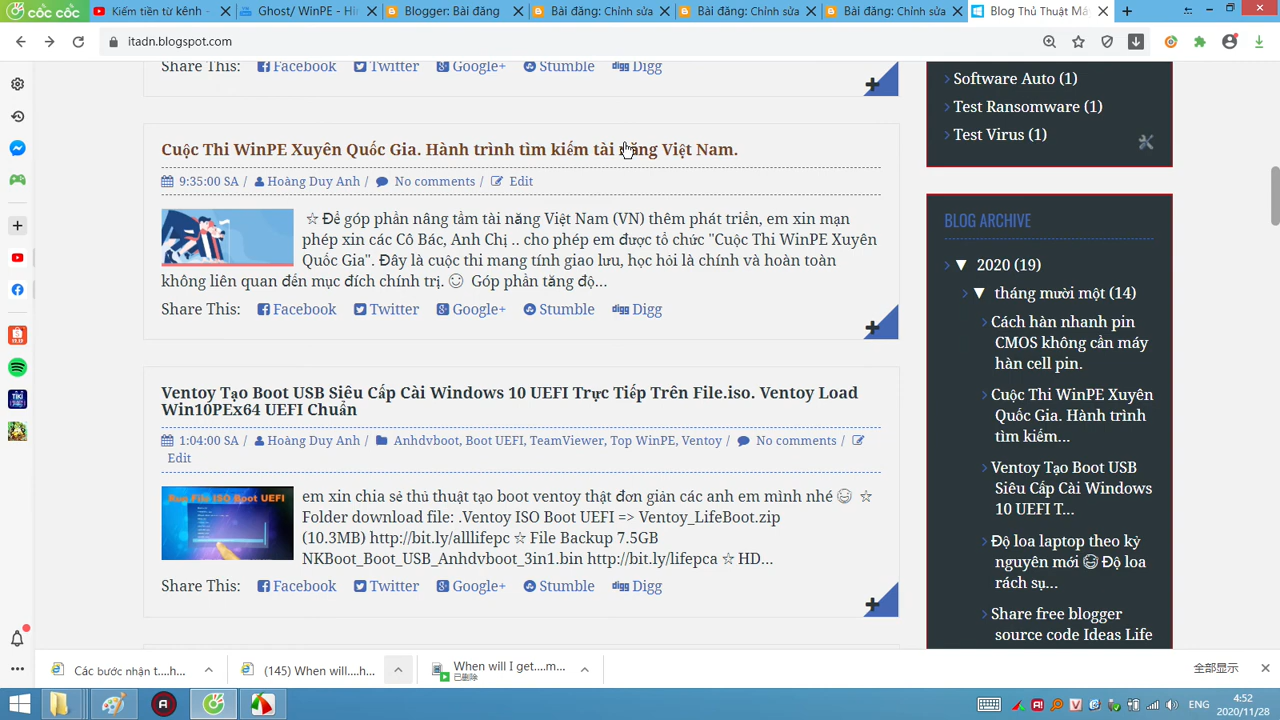 cốc cốc
Kiếm tiền từ kênh -
Ghost/ WinPE - Hi
Blogger: Bài đăng
Bài đăng: Chỉnh sửa
Bài đăng: Chỉnh sửa
Bài đăng: Chỉnh sửa
Blog Thủ Thuật Má
itadn.blogspot.com
Share This: Facebook Twitter Google+ Stumble Digg
Cuộc Thi WinPE Xuyên Quốc Gia. Hành trình tìm kiếm tài năng Việt Nam.
9:35:00 SA / Hoàng Duy Anh / No comments / Edit
☆ Để góp phần nâng tầm tài năng Việt Nam (VN) thêm phát triển, em xin mạn
phép xin các Cô Bác, Anh Chị .. cho phép em được tổ chức "Cuộc Thi WinPE Xuyên
Quốc Gia". Đây là cuộc thi mang tính giao lưu, học hỏi là chính và hoàn toàn
không liên quan đến mục đích chính trị. Góp phần tăng độ...
Share This: Facebook Twitter Google+ Stumble Digg
Ventoy Tạo Boot USB Siêu Cấp Cài Windows 10 UEFI Trực Tiếp Trên File.iso. Ventoy Load
Win10PEx64 UEFI Chuẩn
1:04:00 SA / Hoàng Duy Anh / Anhdvboot, Boot UEFI, TeamViewer, Top WinPE, Ventoy / No comments /
Edit
Rap File ISO Boot UEFI
em xin chia sẻ thủ thuật tạo boot ventoy thật đơn giản các anh em mình nhé ☆
Folder download file: .Ventoy ISO Boot UEFI => Ventoy_LifeBoot.zip
(10.3MB) http://bit.ly/alllifepc ☆ File Backup 7.5GB
NKBoot_Boot_USB_Anhdvboot_3in1.bin http://bit.ly/lifepca ☆ HD...
Share This: Facebook Twitter Google+ Stumble Digg
Software Auto (1)
Test Ransomware (1)
Test Virus (1)
BLOG ARCHIVE
▼ 2020 (19)
▼ tháng mười một (14)
Cách hàn nhanh pin
CMOS không cần máy
hàn cell pin.
Cuộc Thi WinPE Xuyên
Quốc Gia. Hành trình
tìm kiếm...
Ventoy Tạo Boot USB
Siêu Cấp Cài Windows
10 UEFI T...
Độ loa laptop theo kỷ
nguyên mới Độ loa
rách sụ...
Share free blogger
source code Ideas Life
Các bước nhận t....h...
(145) When will....h...
When will I get....m...
已删除
全部显示
ENG
4:52
2020/11/28